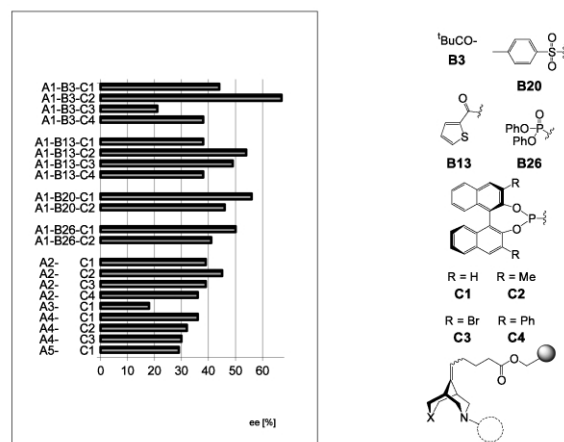 A1-B3-C1
A1-B3-C2
A1-B3-C3
A1-B3-C4
A1-B13-C1
A1-B13-C2
A1-B13-C3
A1-B13-C4
A1-B20-C1
A1-B20-C2
A1-B26-C1
A1-B26-C2
A2- C1
A2- C2
A2- C3
A2- C4
A3- C1
A4- C1
A4- C2
A4- C3
A5- C1
0 10 20 30 40 50 60
ee [%]
tBuCO-
B3
O
S
O
B20
O
S
B13
O
PhO-P
PhO
B26
R
O
P
O
R
R = H R = Me
C1 C2
R = Br R = Ph
C3 C4
O
O
X N